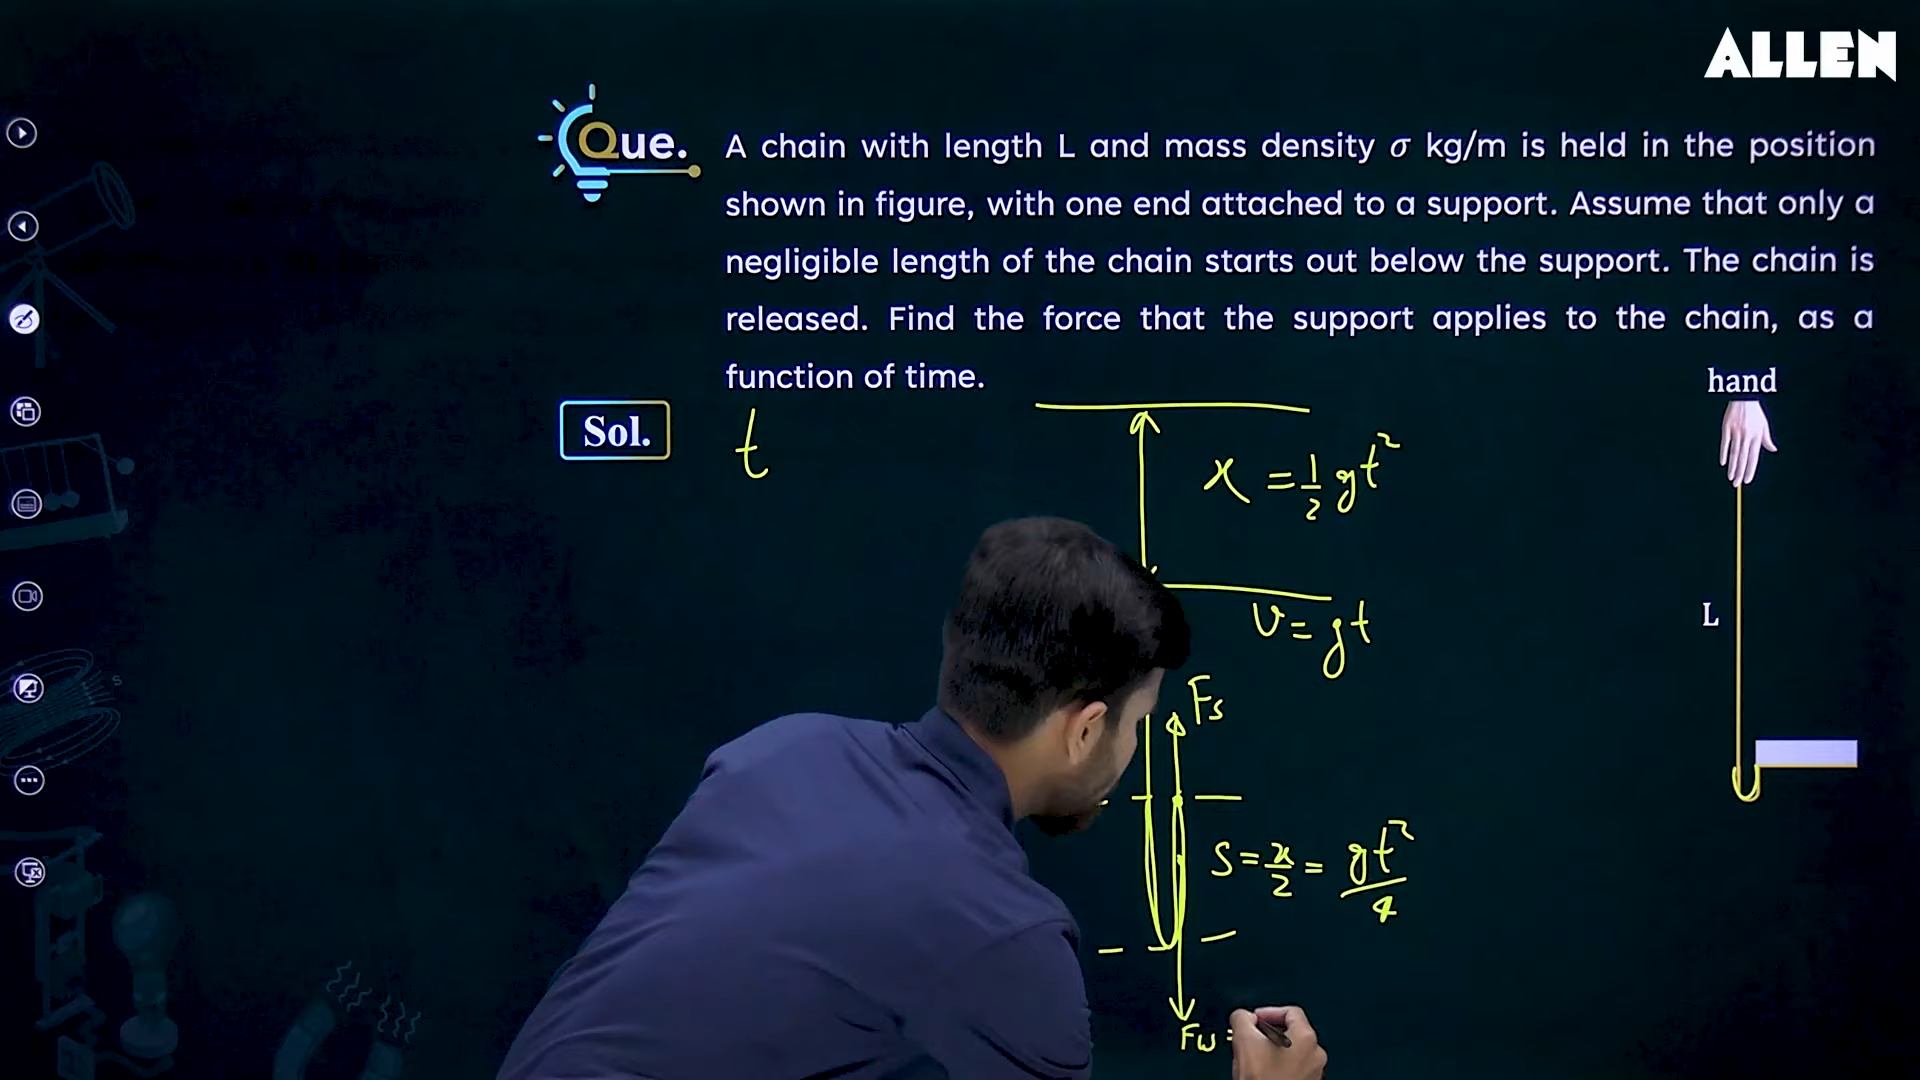 ALLEN
Que.
A chain with length L and mass density σ kg/m is held in the position
shown in figure, with one end attached to a support. Assume that only a
negligible length of the chain starts out below the support. The chain is
released. Find the force that the support applies to the chain, as a
function of time.
hand
Sol.
t
x = 1/2 gt²
L
v = gt
Fs
S = x/2 = gt²/4
Fw =